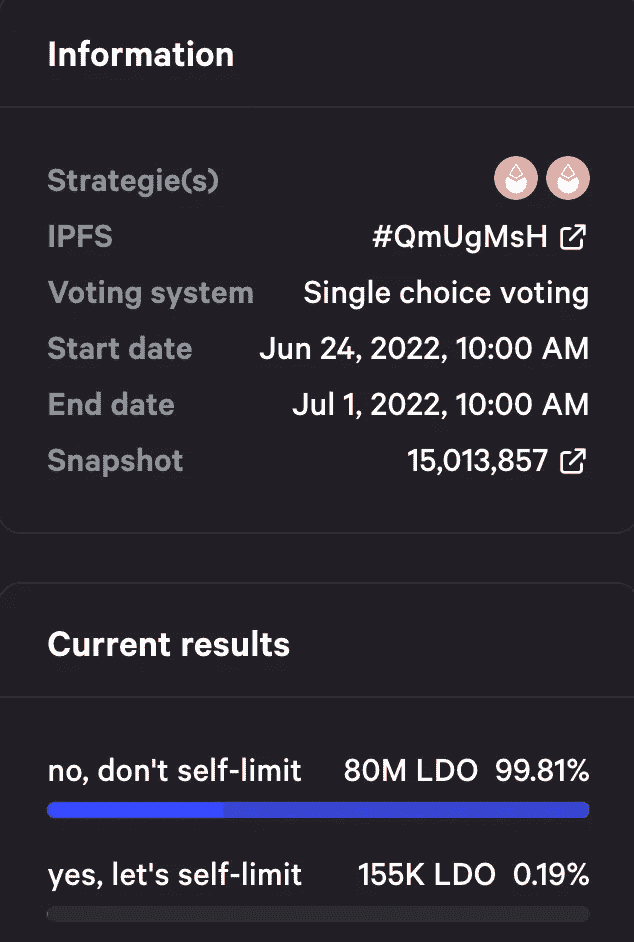 Information
Strategie(s)
IPFS #QmUgMsH
Voting system Single choice voting
Start date Jun 24, 2022, 10:00 AM
End date Jul 1, 2022, 10:00 AM
Snapshot 15,013,857
Current results
no, don't self-limit 80M LDO 99.81%
yes, let's self-limit 155K LDO 0.19%